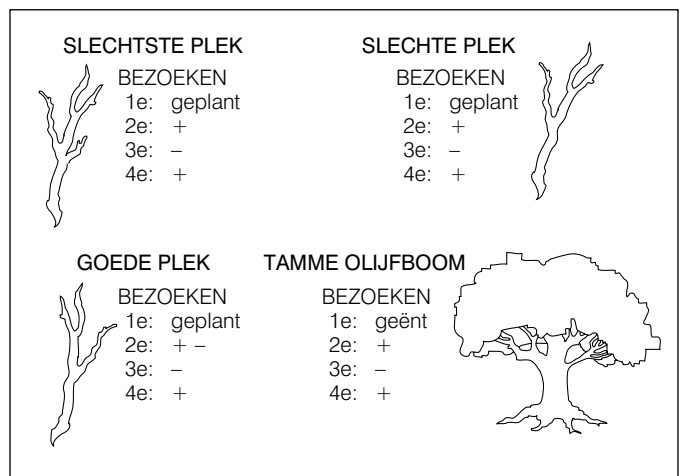 SLECHTSTE PLEK
BEZOEKEN
1e: geplant
2e: +
3e: –
4e: +
SLECHTE PLEK
BEZOEKEN
1e: geplant
2e: +
3e: –
4e: +
GOEDE PLEK
BEZOEKEN
1e: geplant
2e: + –
3e: –
4e: +
TAMME OLIJFBOOM
BEZOEKEN
1e: geënt
2e: +
3e: –
4e: +